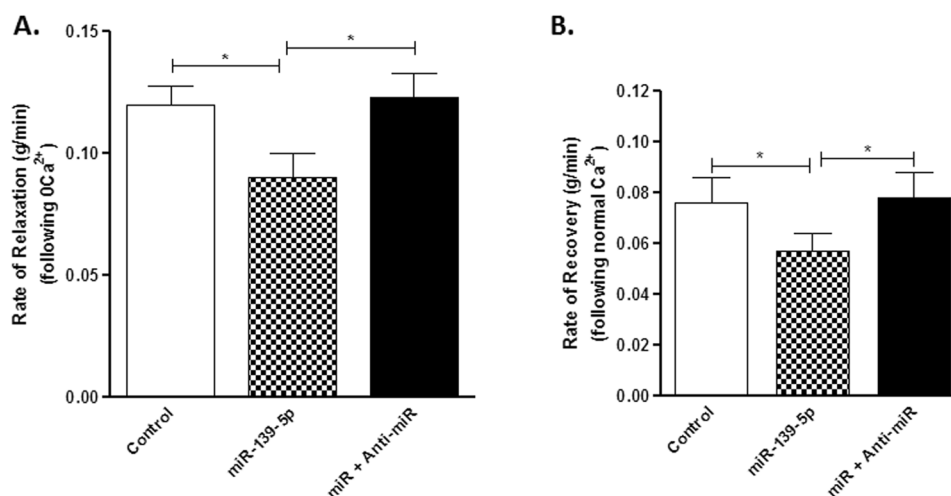 A.
Rate of Relaxation (g/min)
(following 0Ca2+)
0.15
0.10
0.05
0.00
*
*
Control
miR-139-5p
miR + Anti-miR
B.
Rate of Recovery (g/min)
(following normal Ca2+)
0.12
0.10
0.08
0.06
0.04
0.02
0.00
*
*
Control
miR-139-5p
miR + Anti-miR